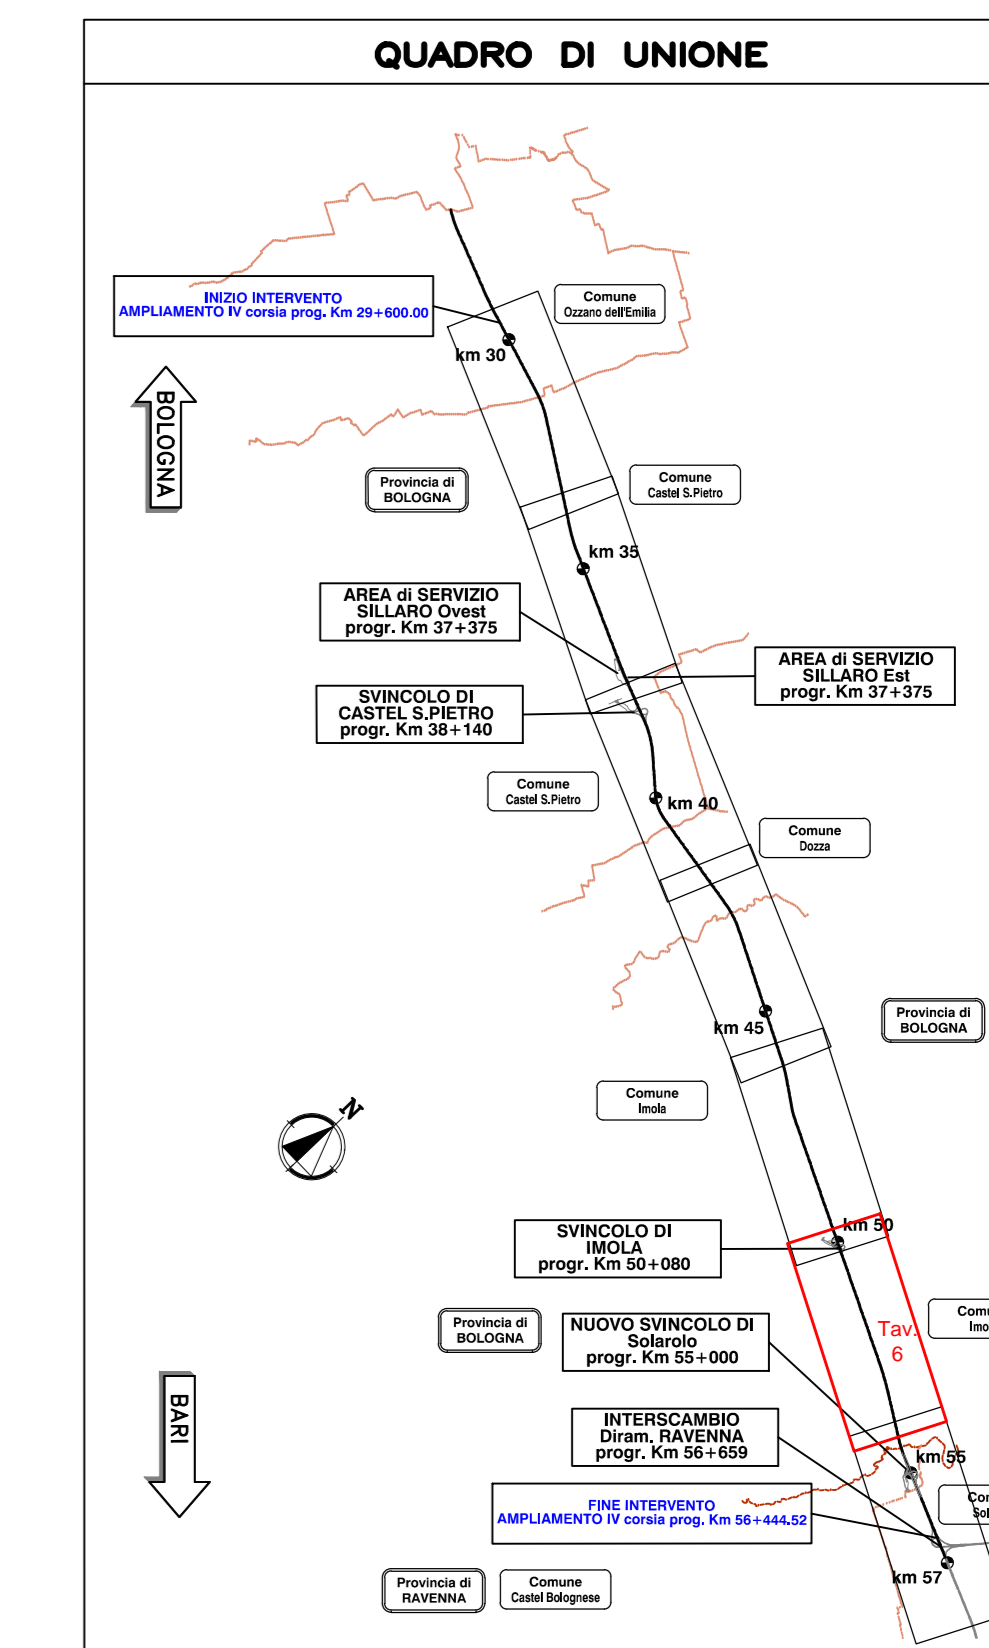 QUADRO DI UNIONE
INIZIO INTERVENTO
AMPLIAMENTO IV corsia prog. Km 29+600.00
Comune
Ozzano dell'Emilia
km 30
BOLOGNA
Provincia di
BOLOGNA
Comune
Castel S.Pietro
km 35
AREA di SERVIZIO
SILLARO Ovest
progr. Km 37+375
AREA di SERVIZIO
SILLARO Est
progr. Km 37+375
SVINCOLO DI
CASTEL S.PIETRO
progr. Km 38+140
Comune
Castel S.Pietro
km 40
Comune
Dozza
km 45
Provincia di
BOLOGNA
Comune
Imola
N
km 50
SVINCOLO DI
IMOLA
progr. Km 50+080
Provincia di
BOLOGNA
NUOVO SVINCOLO DI
Solarolo
progr. Km 55+000
Tav.
6
BARI
INTERSCAMBIO
Diram. RAVENNA
progr. Km 56+659
km 55
FINE INTERVENTO
AMPLIAMENTO IV corsia prog. Km 56+444.52
km 57
Provincia di
RAVENNA
Comune
Castel Bolognese